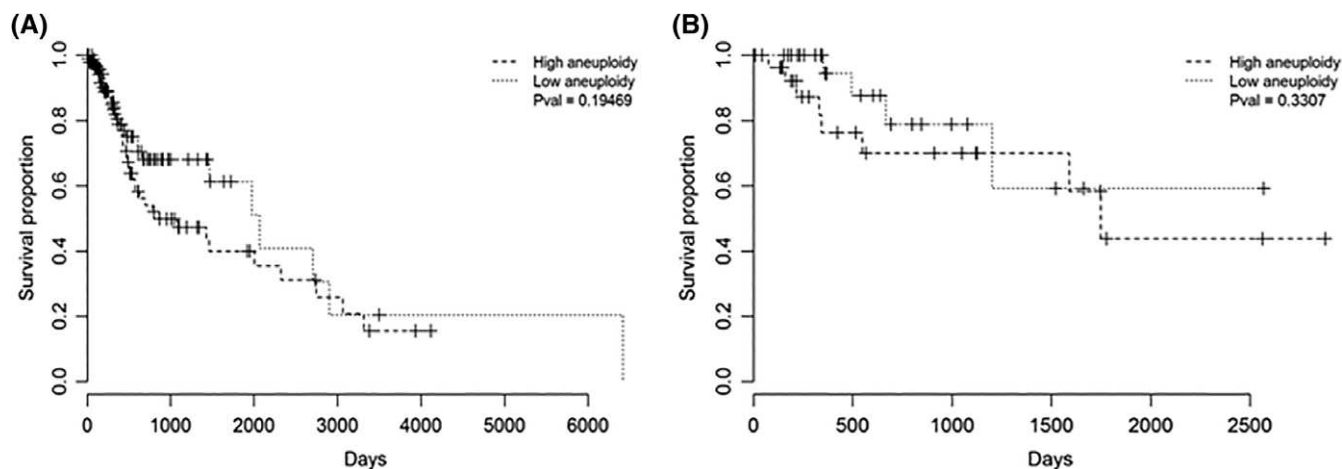 (A)
High aneuploidy
Low aneuploidy
Pval = 0.19469
Survival proportion
0.0 0.2 0.4 0.6 0.8 1.0
0 1000 2000 3000 4000 5000 6000
Days
(B)
High aneuploidy
Low aneuploidy
Pval = 0.3307
Survival proportion
0.0 0.2 0.4 0.6 0.8 1.0
0 500 1000 1500 2000 2500
Days